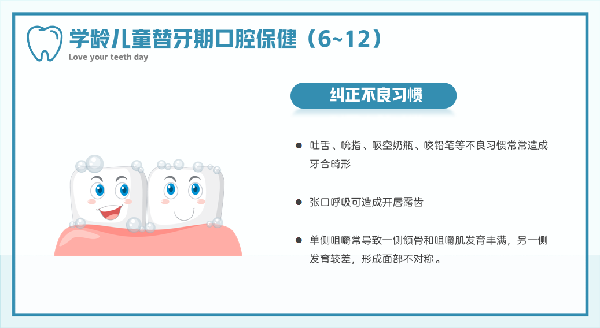 学龄儿童替牙期口腔保健（6~12）
Love your teeth day
纠正不良习惯
吐舌、吮指、吸空奶瓶、咬铅笔等不良习惯常常造成
牙合畸形
张口呼吸可造成开唇露齿
单侧咀嚼常导致一侧颌骨和咀嚼肌发育丰满，另一侧
发育较差，形成面部不对称。